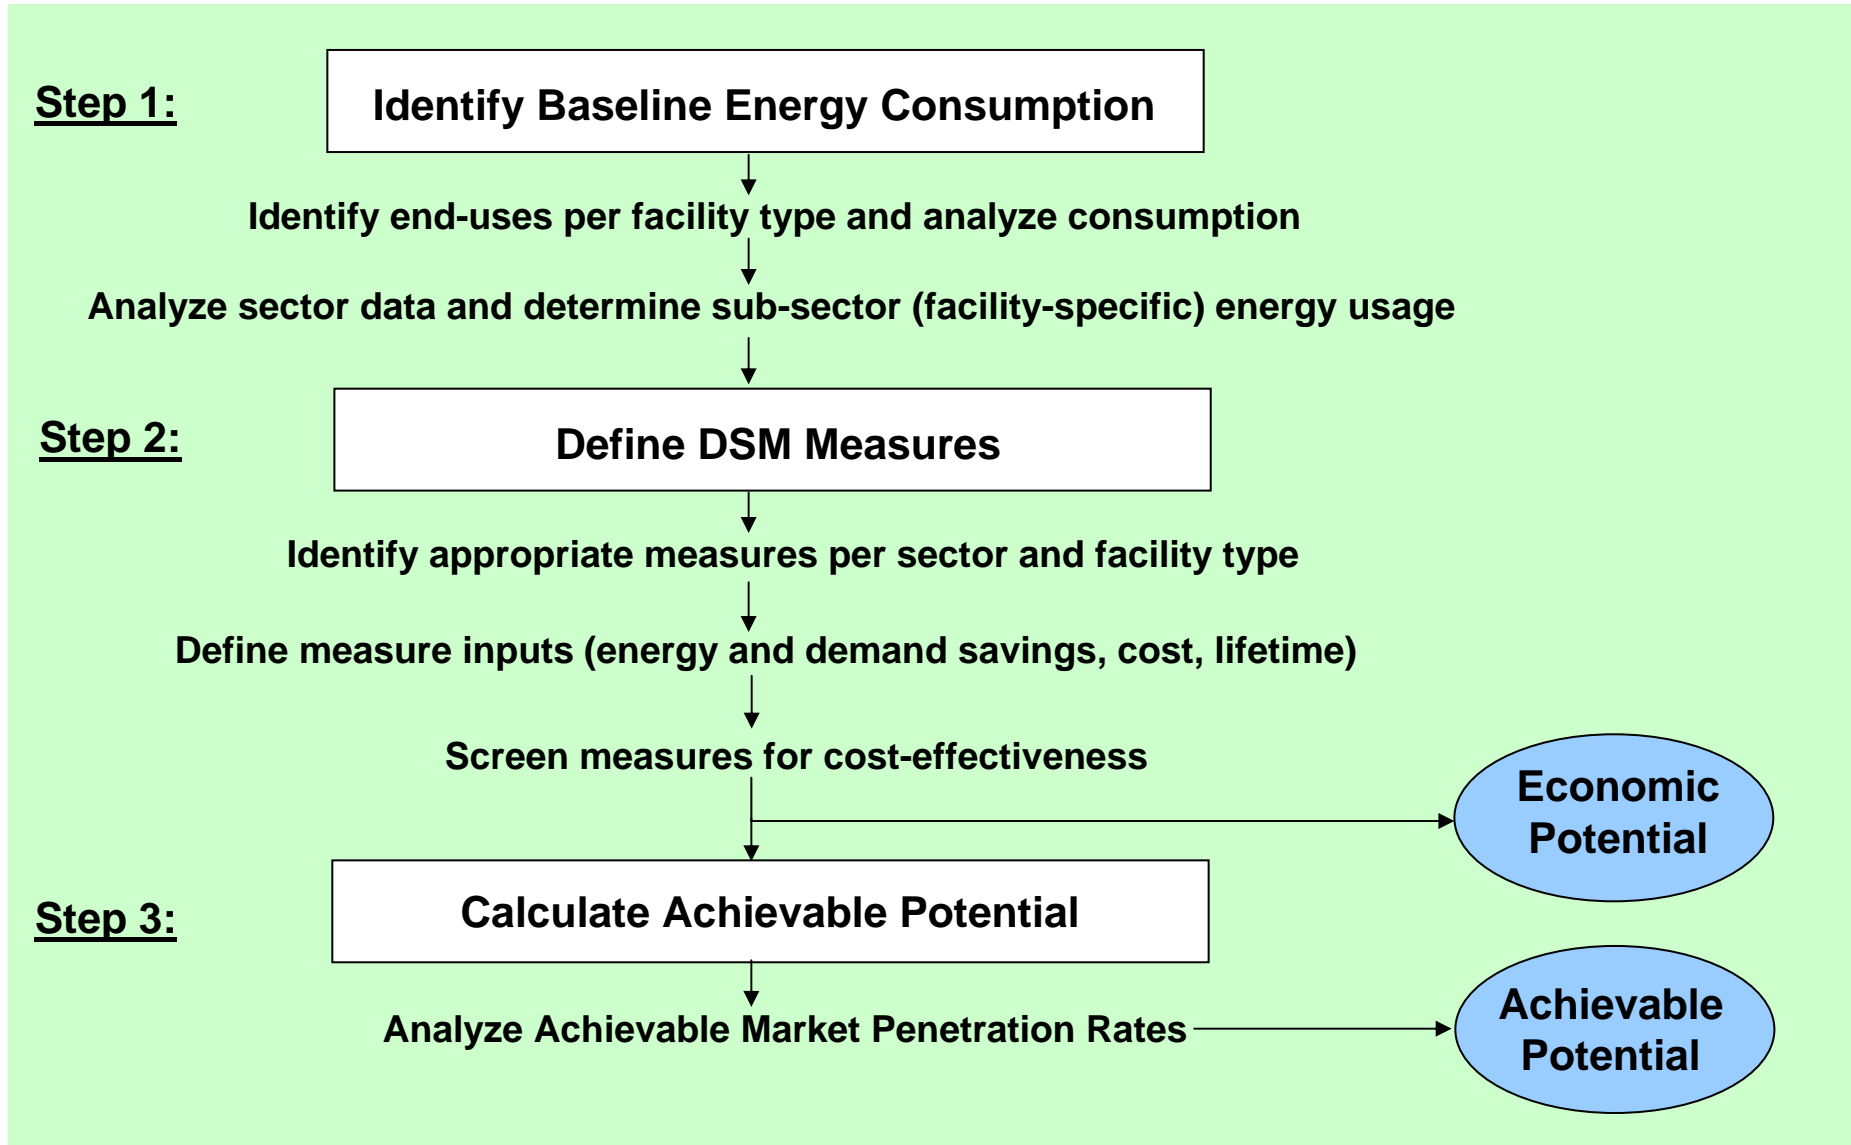 Step 1:
Identify Baseline Energy Consumption
Identify end-uses per facility type and analyze consumption
Analyze sector data and determine sub-sector (facility-specific) energy usage
Step 2:
Define DSM Measures
Identify appropriate measures per sector and facility type
Define measure inputs (energy and demand savings, cost, lifetime)
Screen measures for cost-effectiveness
Economic
Potential
Step 3:
Calculate Achievable Potential
Analyze Achievable Market Penetration Rates
Achievable
Potential